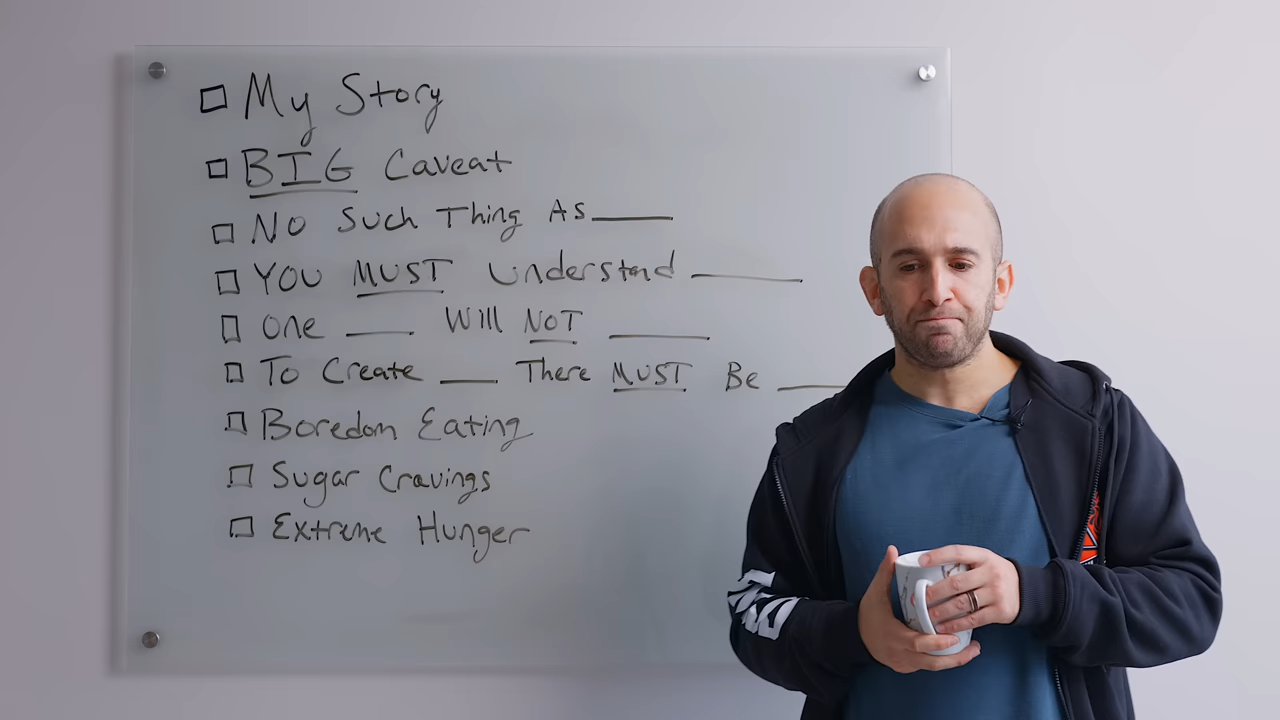 My Story
BIG Caveat
No Such Thing As ____
You MUST Understand ____
One ____ Will NOT ____
To Create ____ There MUST Be ____
Boredom Eating
Sugar Cravings
Extreme Hunger